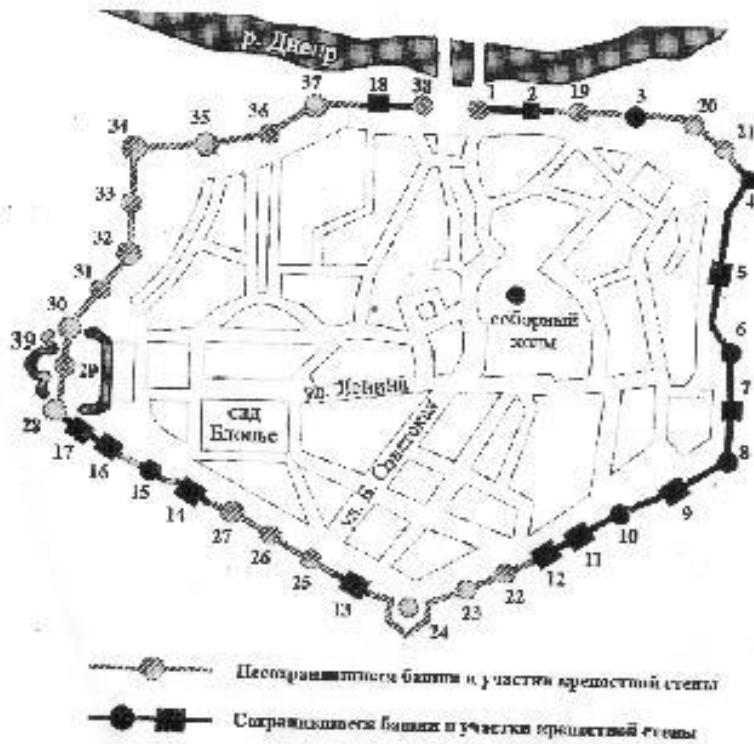 р. Днепр
37 18 38 1 2 19 3 20
36 21
35
34 4
33
32 5
31
30 соборный
холм
39 6
29 ул. Ленина 7
28 сад
Блонье
17 ул. Б. Советская
16 8
15 9
14 10
27 11
26 12
25 22
13 23
24
Несохранившиеся башни и участки крепостной стены
Сохранившиеся башни и участки крепостной стены